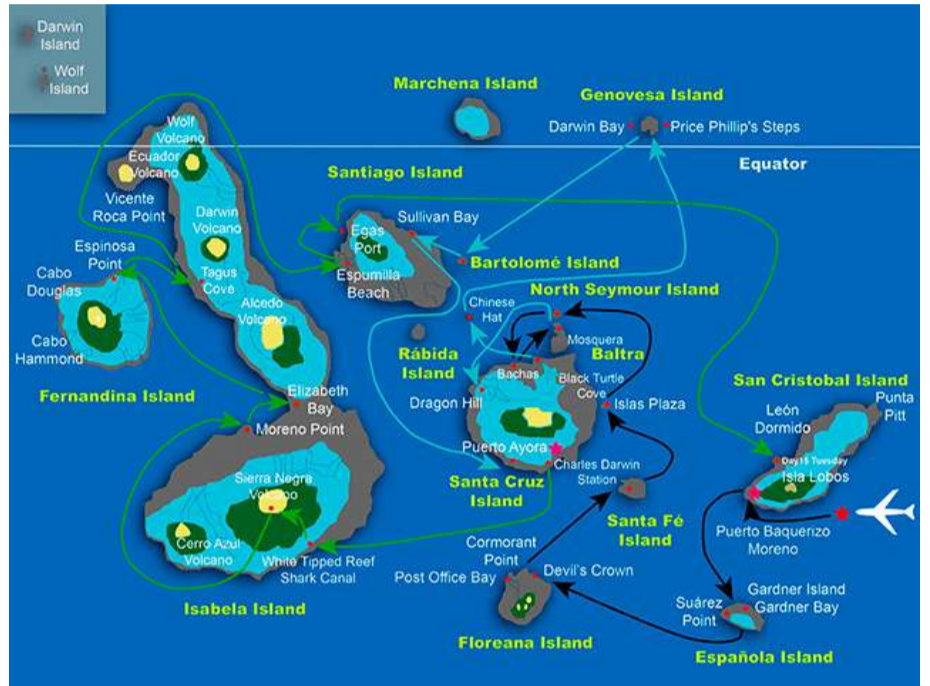 Darwin
Island
Wolf
Island
Marchena Island
Genovesa Island
Darwin Bay
Price Phillip's Steps
Equator
Wolf
Volcano
Ecuador
Volcano
Vicente
Roca Point
Darwin
Volcano
Santiago Island
Sullivan Bay
Egas
Port
Espumilla
Beach
Bartolomé Island
Espinosa
Point
Cabo
Douglas
Cabo
Hammond
Fernandina Island
Tagus
Cove
Alcedo
Volcano
Chinese
Hat
North Seymour Island
Mosquera
Baltra
Rábida
Island
Bachas
Black Turtle
Cove
Islas Plaza
Dragon Hill
Elizabeth
Bay
Moreno Point
Puerto Ayora
Charles Darwin
Station
Santa Cruz
Island
Santa Fé
Island
San Cristobal Island
Punta
Pitt
León
Dormido
Day15 Tuesday
Isla Lobos
Puerto Baquerizo
Moreno
Sierra Negra
Volcano
Cerro Azul
Volcano
White Tipped Reef
Shark Canal
Isabela Island
Cormorant
Point
Post Office Bay
Devil's Crown
Floreana Island
Gardner Island
Gardner Bay
Suárez
Point
Española Island